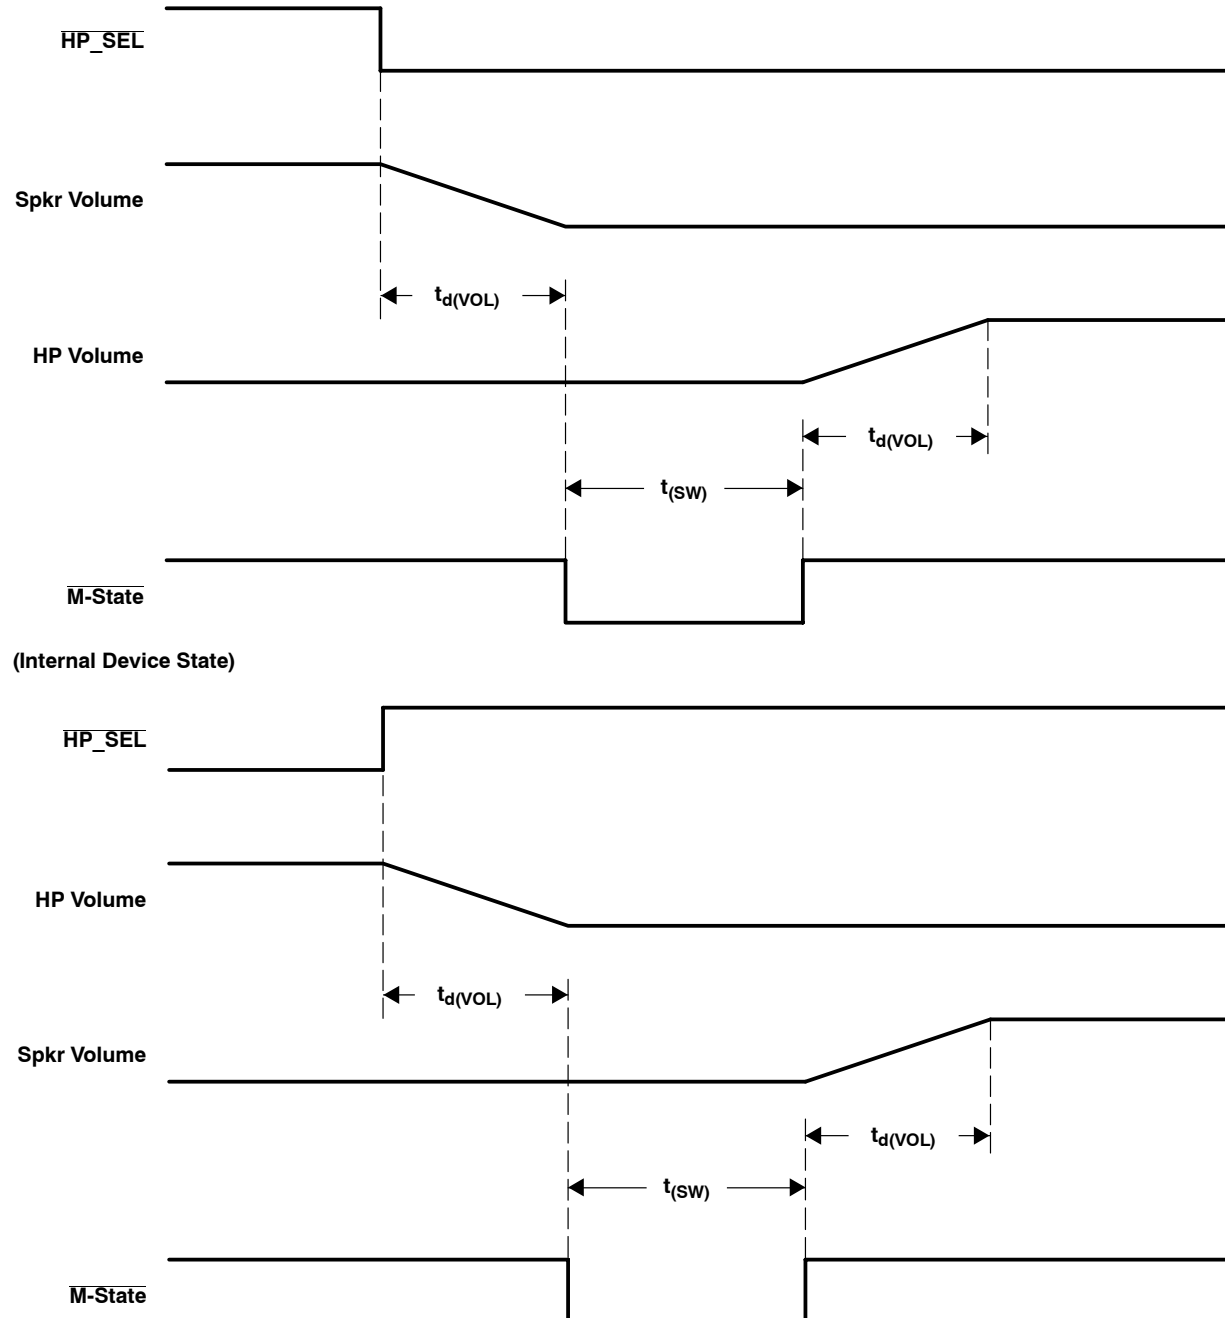 HP_SEL
Spkr Volume
td(VOL)
HP Volume
td(VOL)
t(SW)
M-State
(Internal Device State)
HP_SEL
HP Volume
td(VOL)
Spkr Volume
td(VOL)
t(SW)
M-State